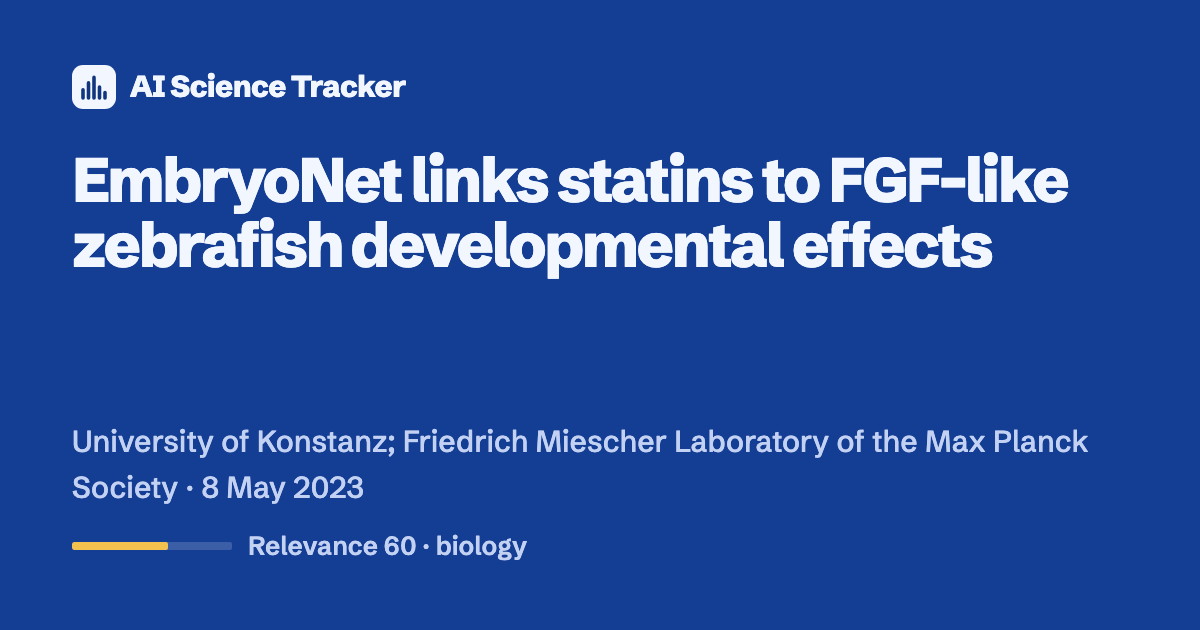 AI Science Tracker
EmbryoNet links statins to FGF-like
zebrafish developmental effects
University of Konstanz; Friedrich Miescher Laboratory of the Max Planck
Society · 8 May 2023
Relevance 60 · biology